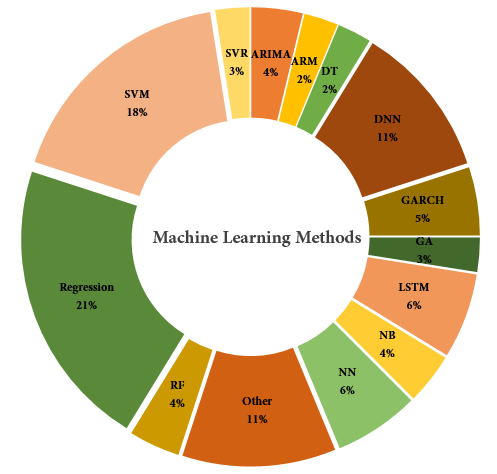 ARIMA
4%
ARM
2%
DT
2%
DNN
11%
GARCH
5%
GA
3%
LSTM
6%
NB
4%
NN
6%
Other
11%
RF
4%
Regression
21%
SVM
18%
SVR
3%
Machine Learning Methods